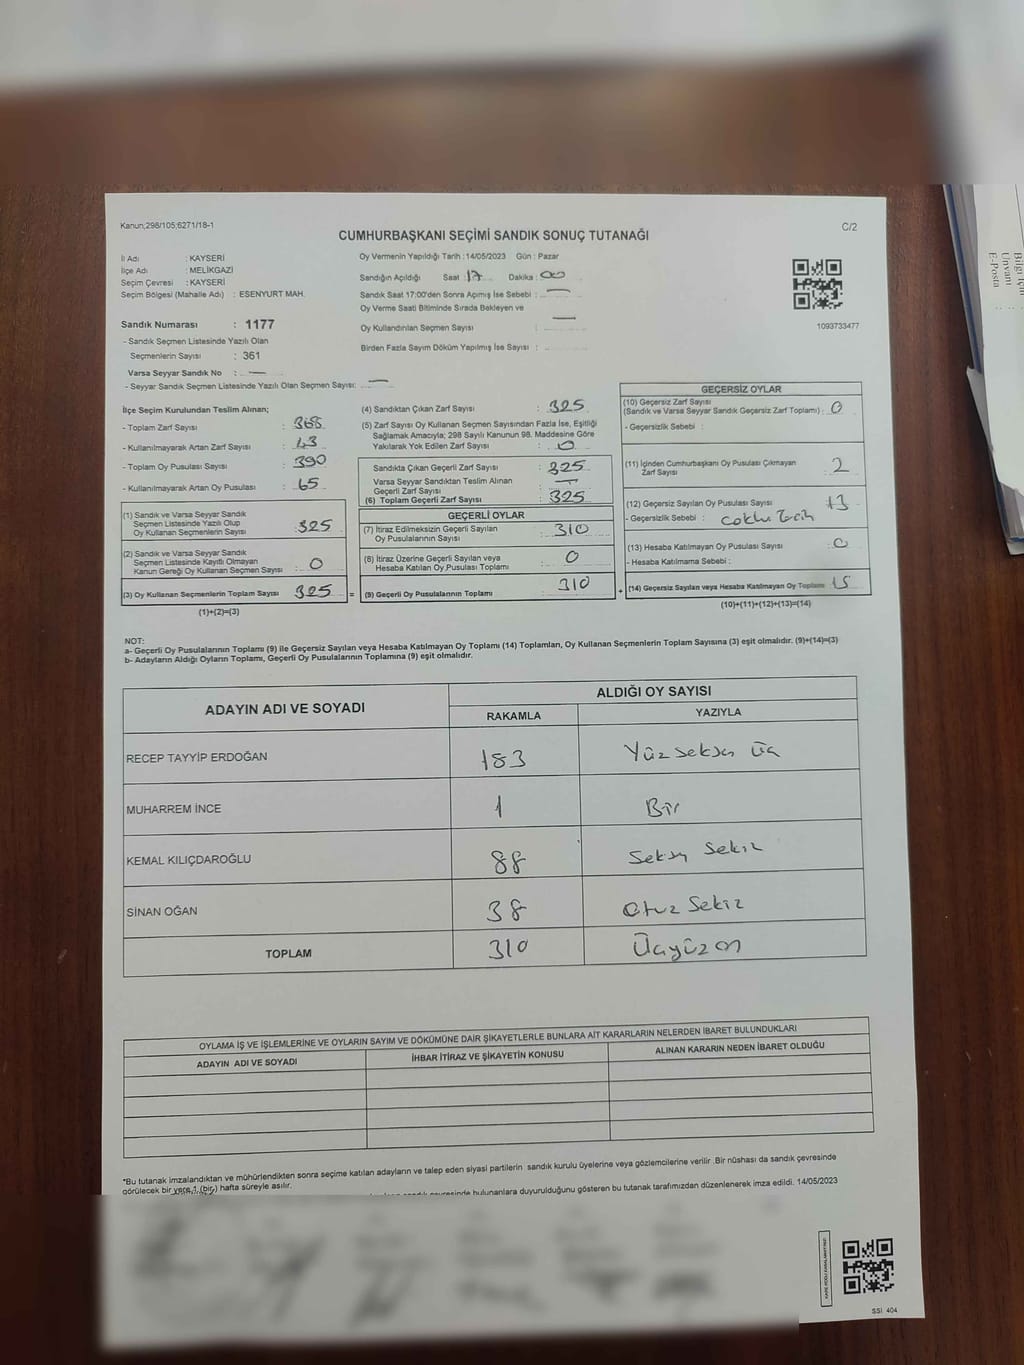 Kanun;298/105;6271/18-1
C/2
CUMHURBAŞKANI SEÇİMİ SANDIK SONUÇ TUTANAĞI
İl Adı : KAYSERİ
İlçe Adı : MELİKGAZİ
Seçim Çevresi : KAYSERİ
Seçim Bölgesi (Mahalle Adı) : ESENYURT MAH.
Sandık Numarası : 1177
- Sandık Seçmen Listesinde Yazılı Olan
Seçmenlerin Sayısı : 361
Varsa Seyyar Sandık No : —
- Seyyar Sandık Seçmen Listesinde Yazılı Olan Seçmen Sayısı: —
Oy Vermenin Yapıldığı Tarih : 14/05/2023 Gün : Pazar
Sandığın Açıldığı Saat : 17 Dakika : 00
Sandık Saat 17:00'den Sonra Açımış İse Sebebi : —
Oy Verme Saati Bitiminde Sırada Bekleyen ve
Oy Kullandırılan Seçmen Sayısı : —
Birden Fazla Sayım Döküm Yapılmış İse Sayısı :
1093733477
İlçe Seçim Kurulundan Teslim Alınan;
- Toplam Zarf Sayısı : 368
- Kullanılmayarak Artan Zarf Sayısı : 43
- Toplam Oy Pusulası Sayısı : 390
- Kullanılmayarak Artan Oy Pusulası : 65
(1) Sandık ve Varsa Seyyar Sandık
Seçmen Listesinde Yazılı Olup
Oy Kullanan Seçmenlerin Sayısı : 325
(2) Sandık ve Varsa Seyyar Sandık
Seçmen Listesinde Kayıtlı Olmayan
Kanun Gereği Oy Kullanan Seçmen Sayısı : 0
(3) Oy Kullanan Seçmenlerin Toplam Sayısı 325 =
(1)+(2)=(3)
(4) Sandıktan Çıkan Zarf Sayısı : 325
(5) Zarf Sayısı Oy Kullanan Seçmen Sayısından Fazla İse, Eşitliği
Sağlamak Amacıyla; 298 Sayılı Kanunun 98. Maddesine Göre
Yakılarak Yok Edilen Zarf Sayısı : 0
Sandıkta Çıkan Geçerli Zarf Sayısı : 325
Varsa Seyyar Sandıktan Teslim Alınan
Geçerli Zarf Sayısı : —
(6) Toplam Geçerli Zarf Sayısı : 325
GEÇERLİ OYLAR
(7) İtiraz Edilmeksizin Geçerli Sayılan
Oy Pusulalarının Sayısı : 310
(8) İtiraz Üzerine Geçerli Sayılan veya
Hesaba Katılan Oy Pusulası Toplamı : 0
(9) Geçerli Oy Pusulalarının Toplamı : 310 +
GEÇERSİZ OYLAR
(10) Geçersiz Zarf Sayısı
(Sandık ve Varsa Seyyar Sandık Geçersiz Zarf Toplamı) : 0
- Geçersizlik Sebebi :
(11) İçinden Cumhurbaşkanı Oy Pusulası Çıkmayan
Zarf Sayısı : 2
(12) Geçersiz Sayılan Oy Pusulası Sayısı : 13
- Geçersizlik Sebebi :
(13) Hesaba Katılmayan Oy Pusulası Sayısı : 0
- Hesaba Katılmama Sebebi :
(14) Geçersiz Sayılan veya Hesaba Katılmayan Oy Toplamı 15
(10)+(11)+(12)+(13)=(14)
NOT:
a- Geçerli Oy Pusulalarının Toplamı (9) ile Geçersiz Sayılan veya Hesaba Katılmayan Oy Toplamı (14) Toplamları, Oy Kullanan Seçmenlerin Toplam Sayısına (3) eşit olmalıdır. (9)+(14)=(3)
b- Adayların Aldığı Oyların Toplamı, Geçerli Oy Pusulalarının Toplamına (9) eşit olmalıdır.
ADAYIN ADI VE SOYADI
ALDIĞI OY SAYISI
RAKAMLA YAZIYLA
RECEP TAYYİP ERDOĞAN 183 Yüz seksen üç
MUHARREM İNCE 1 Bir
KEMAL KILIÇDAROĞLU 88 Seksen Sekiz
SİNAN OĞAN 38 Otuz Sekiz
TOPLAM 310 Üçyüz on
OYLAMA İŞ VE İŞLEMLERİNE VE OYLARIN SAYIM VE DÖKÜMÜNE DAİR ŞİKAYETLERLE BUNLARA AİT KARARLARIN NELERDEN İBARET BULUNDUKLARI
ADAYIN ADI VE SOYADI İHBAR İTİRAZ VE ŞİKAYETİN KONUSU ALINAN KARARIN NEDEN İBARET OLDUĞU
*Bu tutanak imzalandıktan ve mühürlendikten sonra seçime katılan adayların ve talep eden siyasi partilerin sandık kurulu üyelerine veya gözlemcilerine verilir .Bir nüshası da sandık çevresinde
görülecek bir yere 1 (bir) hafta süreyle asılır.
bulunanlara duyurulduğunu gösteren bu tutanak tarafımızdan düzenlenerek imza edildi. 14/05/2023
SSI 404
Bilgi için
Unvanı :
E-Posta :